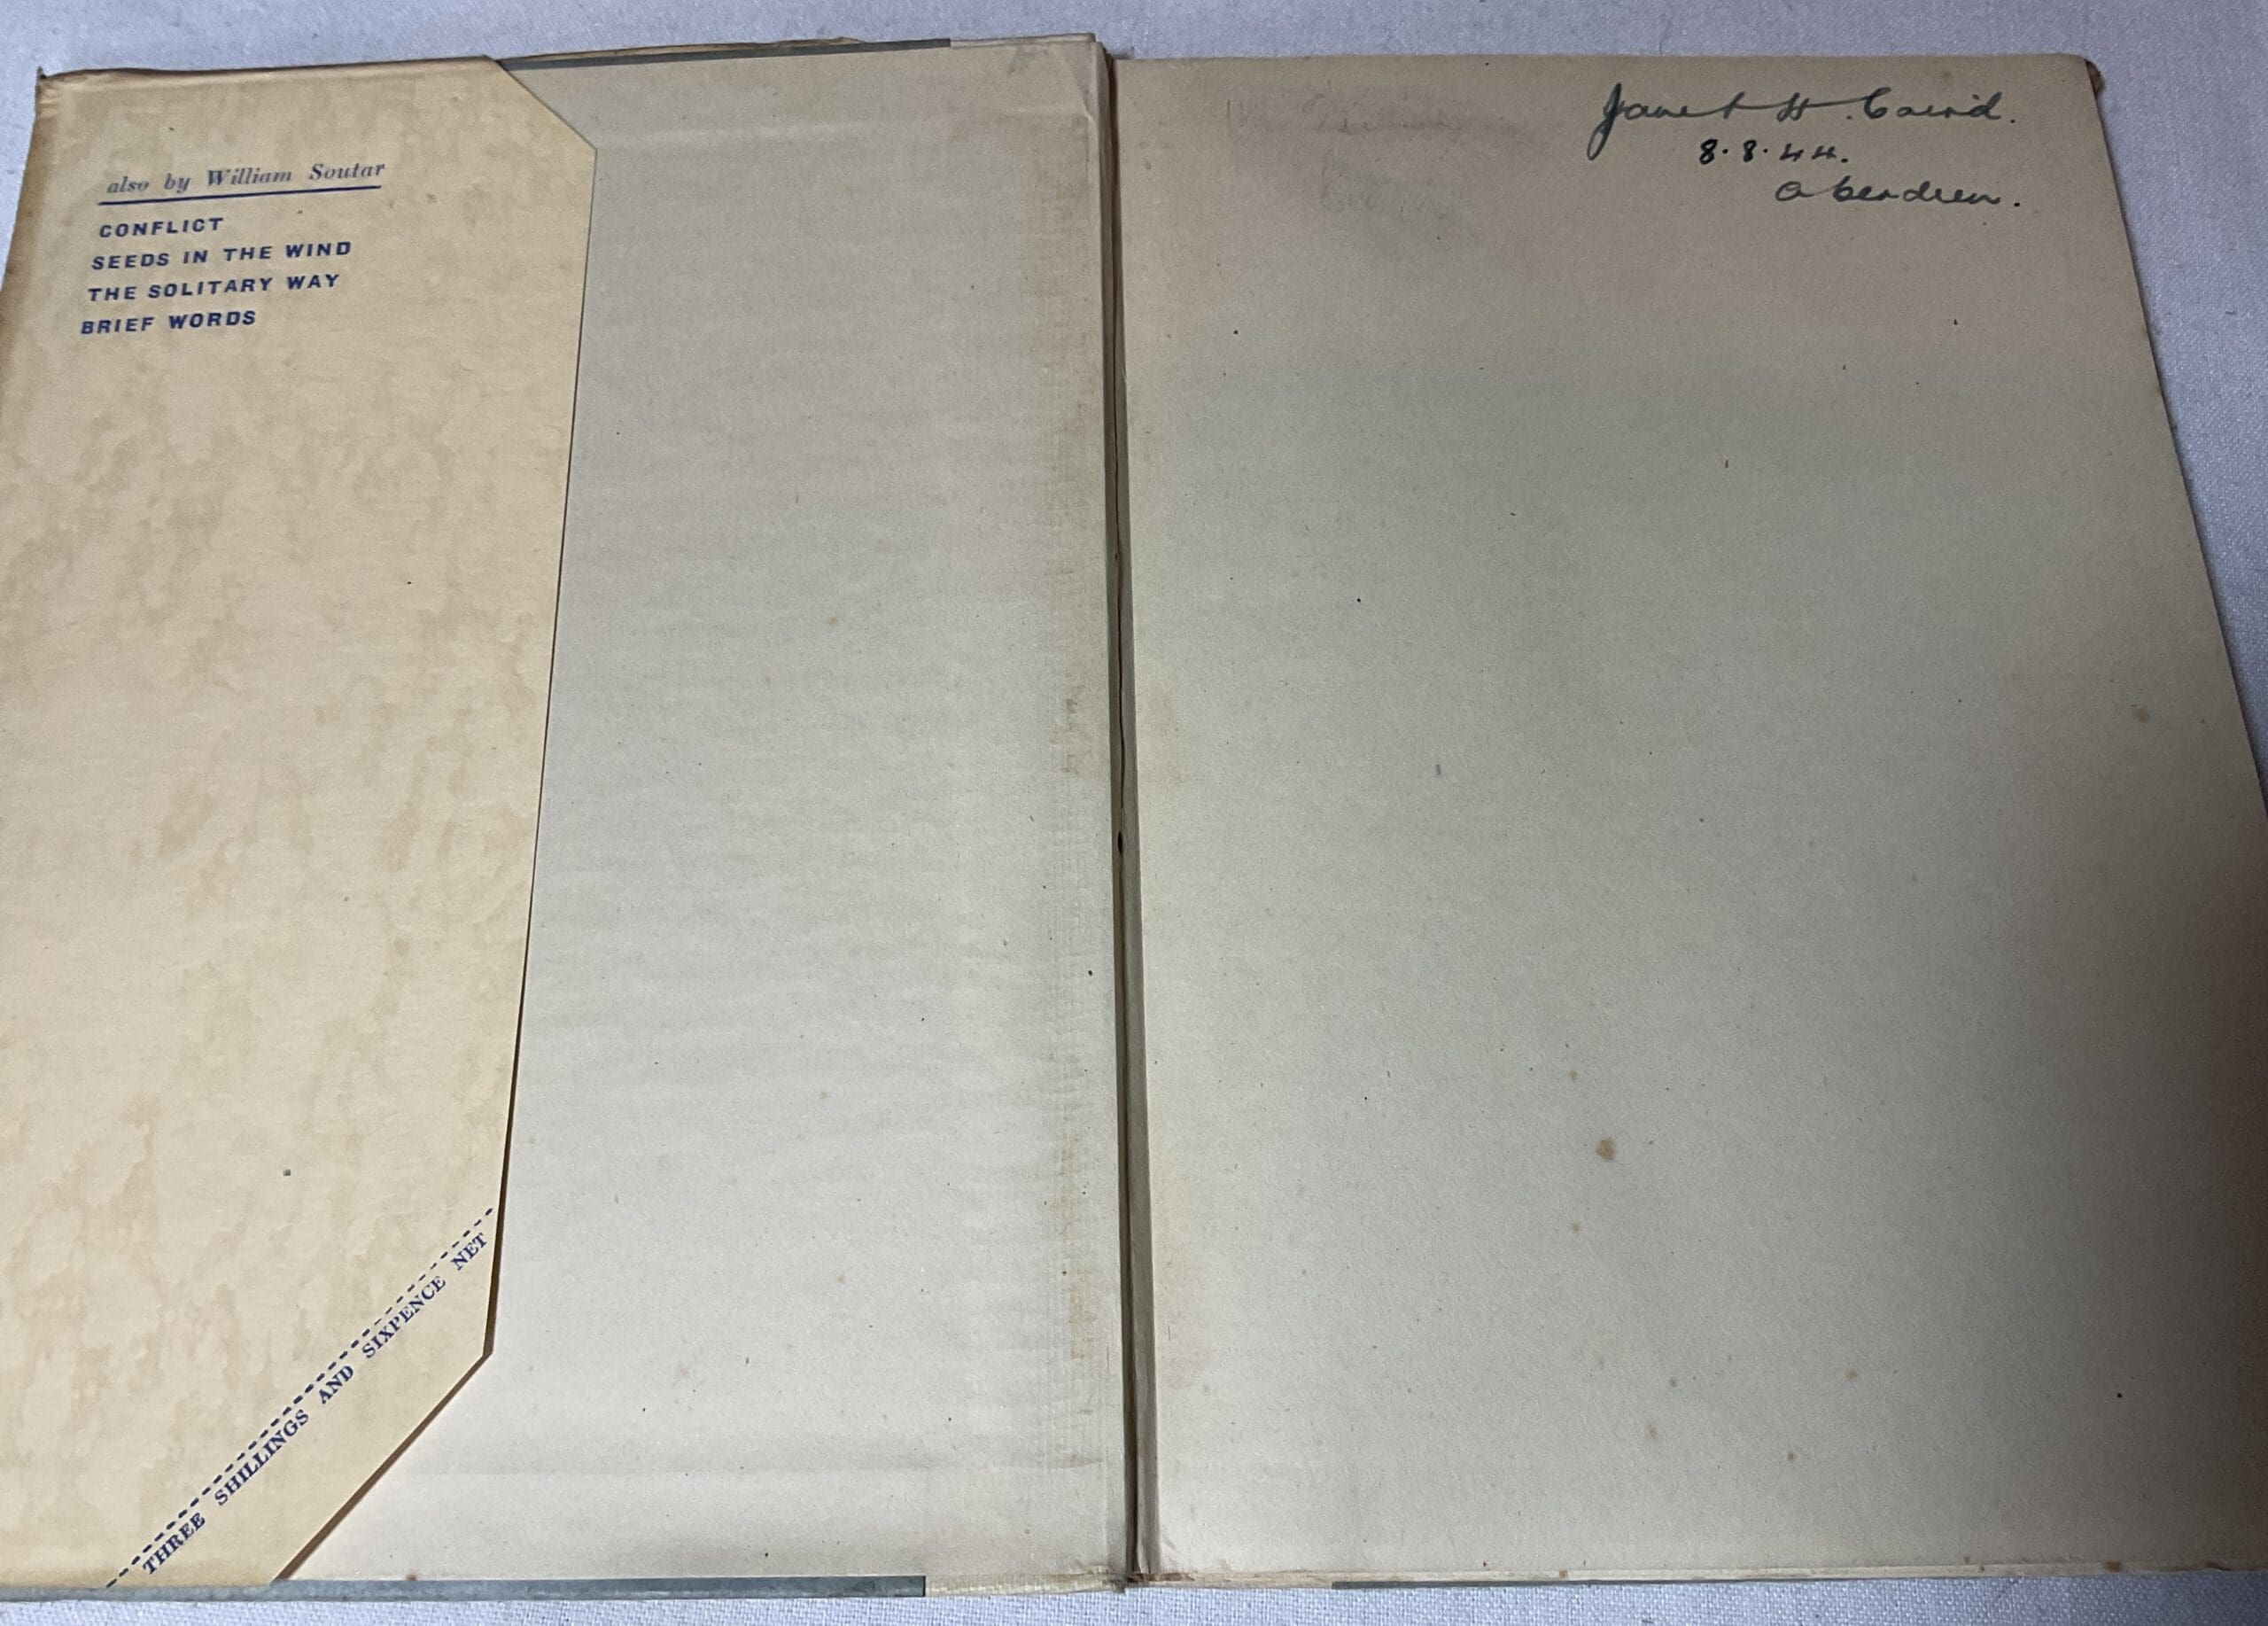 also by William Soutar
CONFLICT
SEEDS IN THE WIND
THE SOLITARY WAY
BRIEF WORDS
THREE SHILLINGS AND SIXPENCE NET
Janet H. Caird.
8.8.44.
Aberdeen.